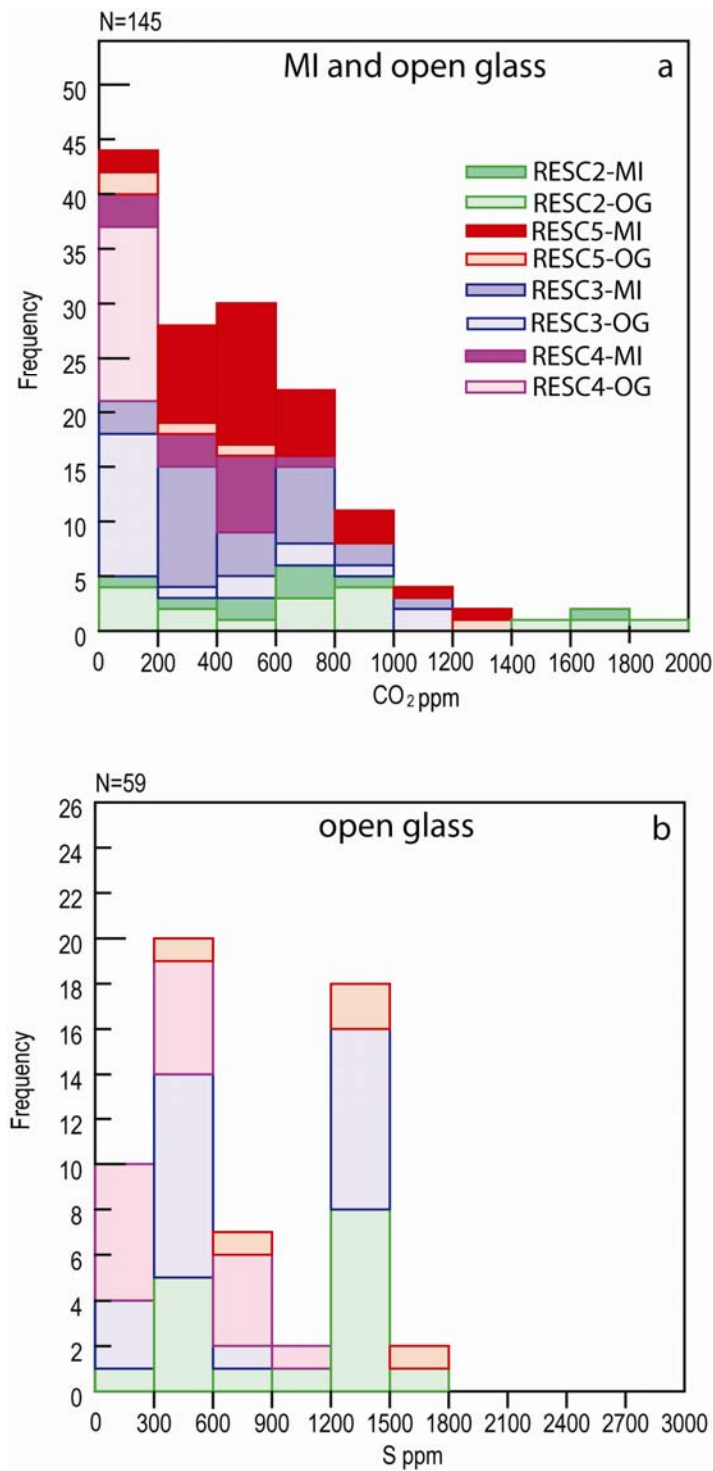 N=145
MI and open glass a
50
45
40
35
30
25
20
15
10
5
0
Frequency
RESC2-MI
RESC2-OG
RESC5-MI
RESC5-OG
RESC3-MI
RESC3-OG
RESC4-MI
RESC4-OG
0 200 400 600 800 1000 1200 1400 1600 1800 2000
CO₂ ppm
N=59
open glass b
26
24
22
20
18
16
14
12
10
8
6
4
2
0
Frequency
0 300 600 900 1200 1500 1800 2100 2400 2700 3000
S ppm